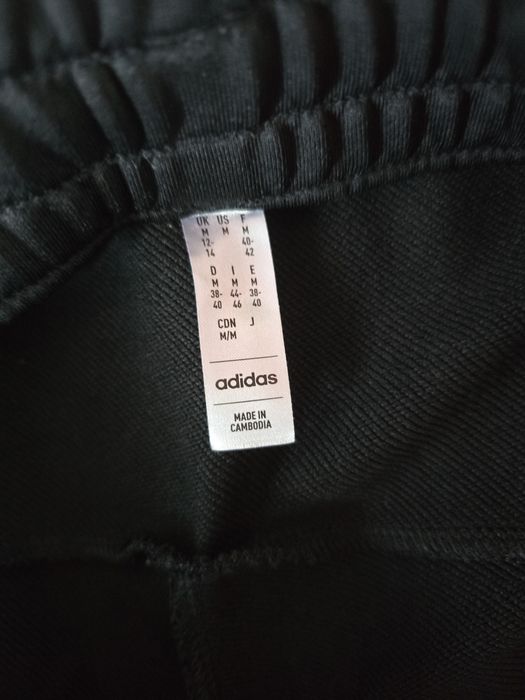 UK US F
M M M
12- 40-
14 42
D I E
M M M
38- 44- 38-
40 46 40
CDN J
M/M
adidas
MADE IN
CAMBODIA